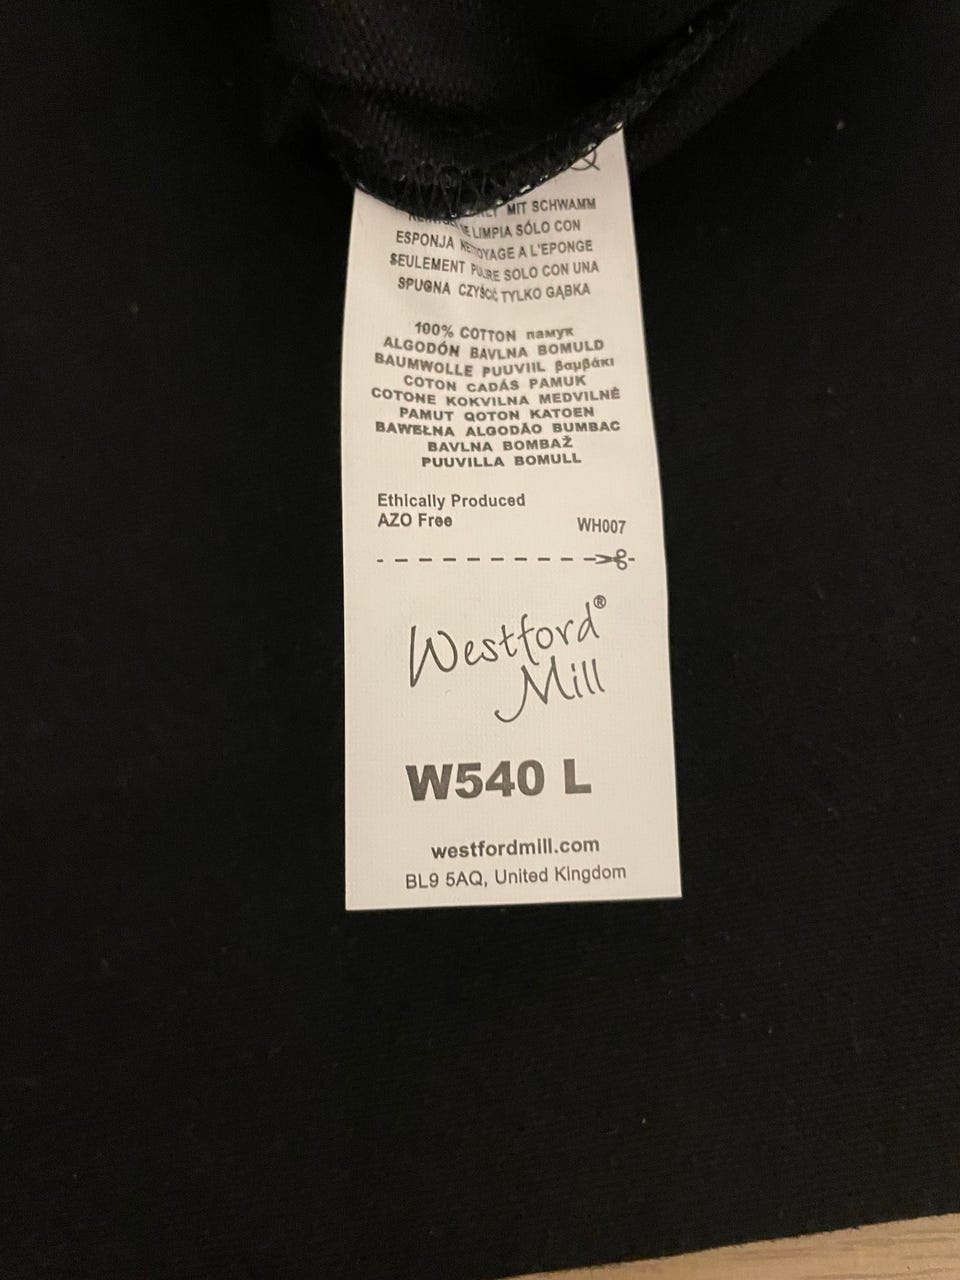 MIT SCHWAMM
LIMPIA SÓLO CON
ESPONJA NETTOYAGE A L'EPONGE
SEULEMENT PULIRE SOLO CON UNA
SPUGNA CZYŚCIĆ TYLKO GĄBKA
100% COTTON памук
ALGODÓN BAVLNA BOMULD
BAUMWOLLE PUUVIIL βαμβάκι
COTON CADÁS PAMUK
COTONE KOKVILNA MEDVILNĖ
PAMUT QOTON KATOEN
BAWEŁNA ALGODÃO BUMBAC
BAVLNA BOMBAŽ
PUUVILLA BOMULL
Ethically Produced
AZO Free
WH007
Westford®
Mill
W540 L
westfordmill.com
BL9 5AQ, United Kingdom